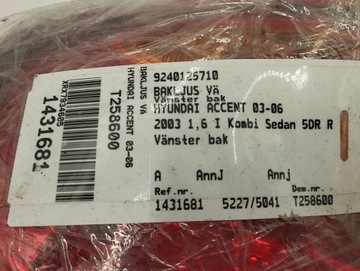 9240126710
BAKLJUS Vä
Vänster bak
HYUNDAI ACCENT 03-06
2003 1,6 I Kombi Sedan 5DR R
Vänster bak
A AnnJ Annj
Ref.nr. Dem.nr.
1431681 5227/5041 T258600
BAKLJUS Vä
HYUNDAI ACCENT 03-06
T258600
XRX7934605
1431681